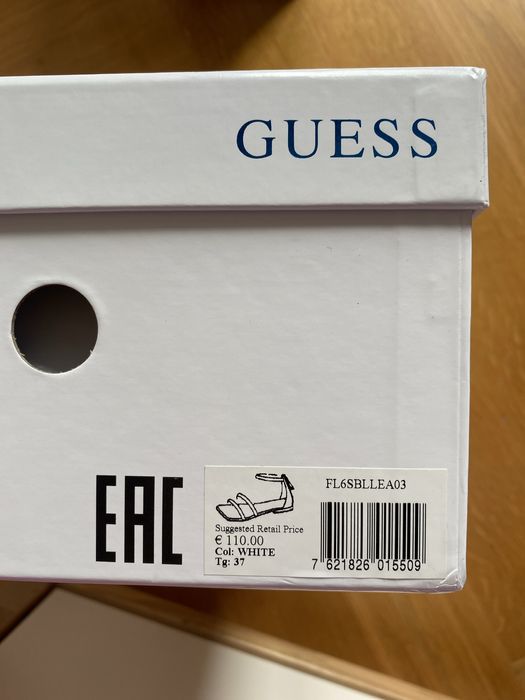 GUESS
EAC
FL6SBLLEA03
Suggested Retail Price
€ 110.00
Col: WHITE
Tg: 37
7 621826 015509